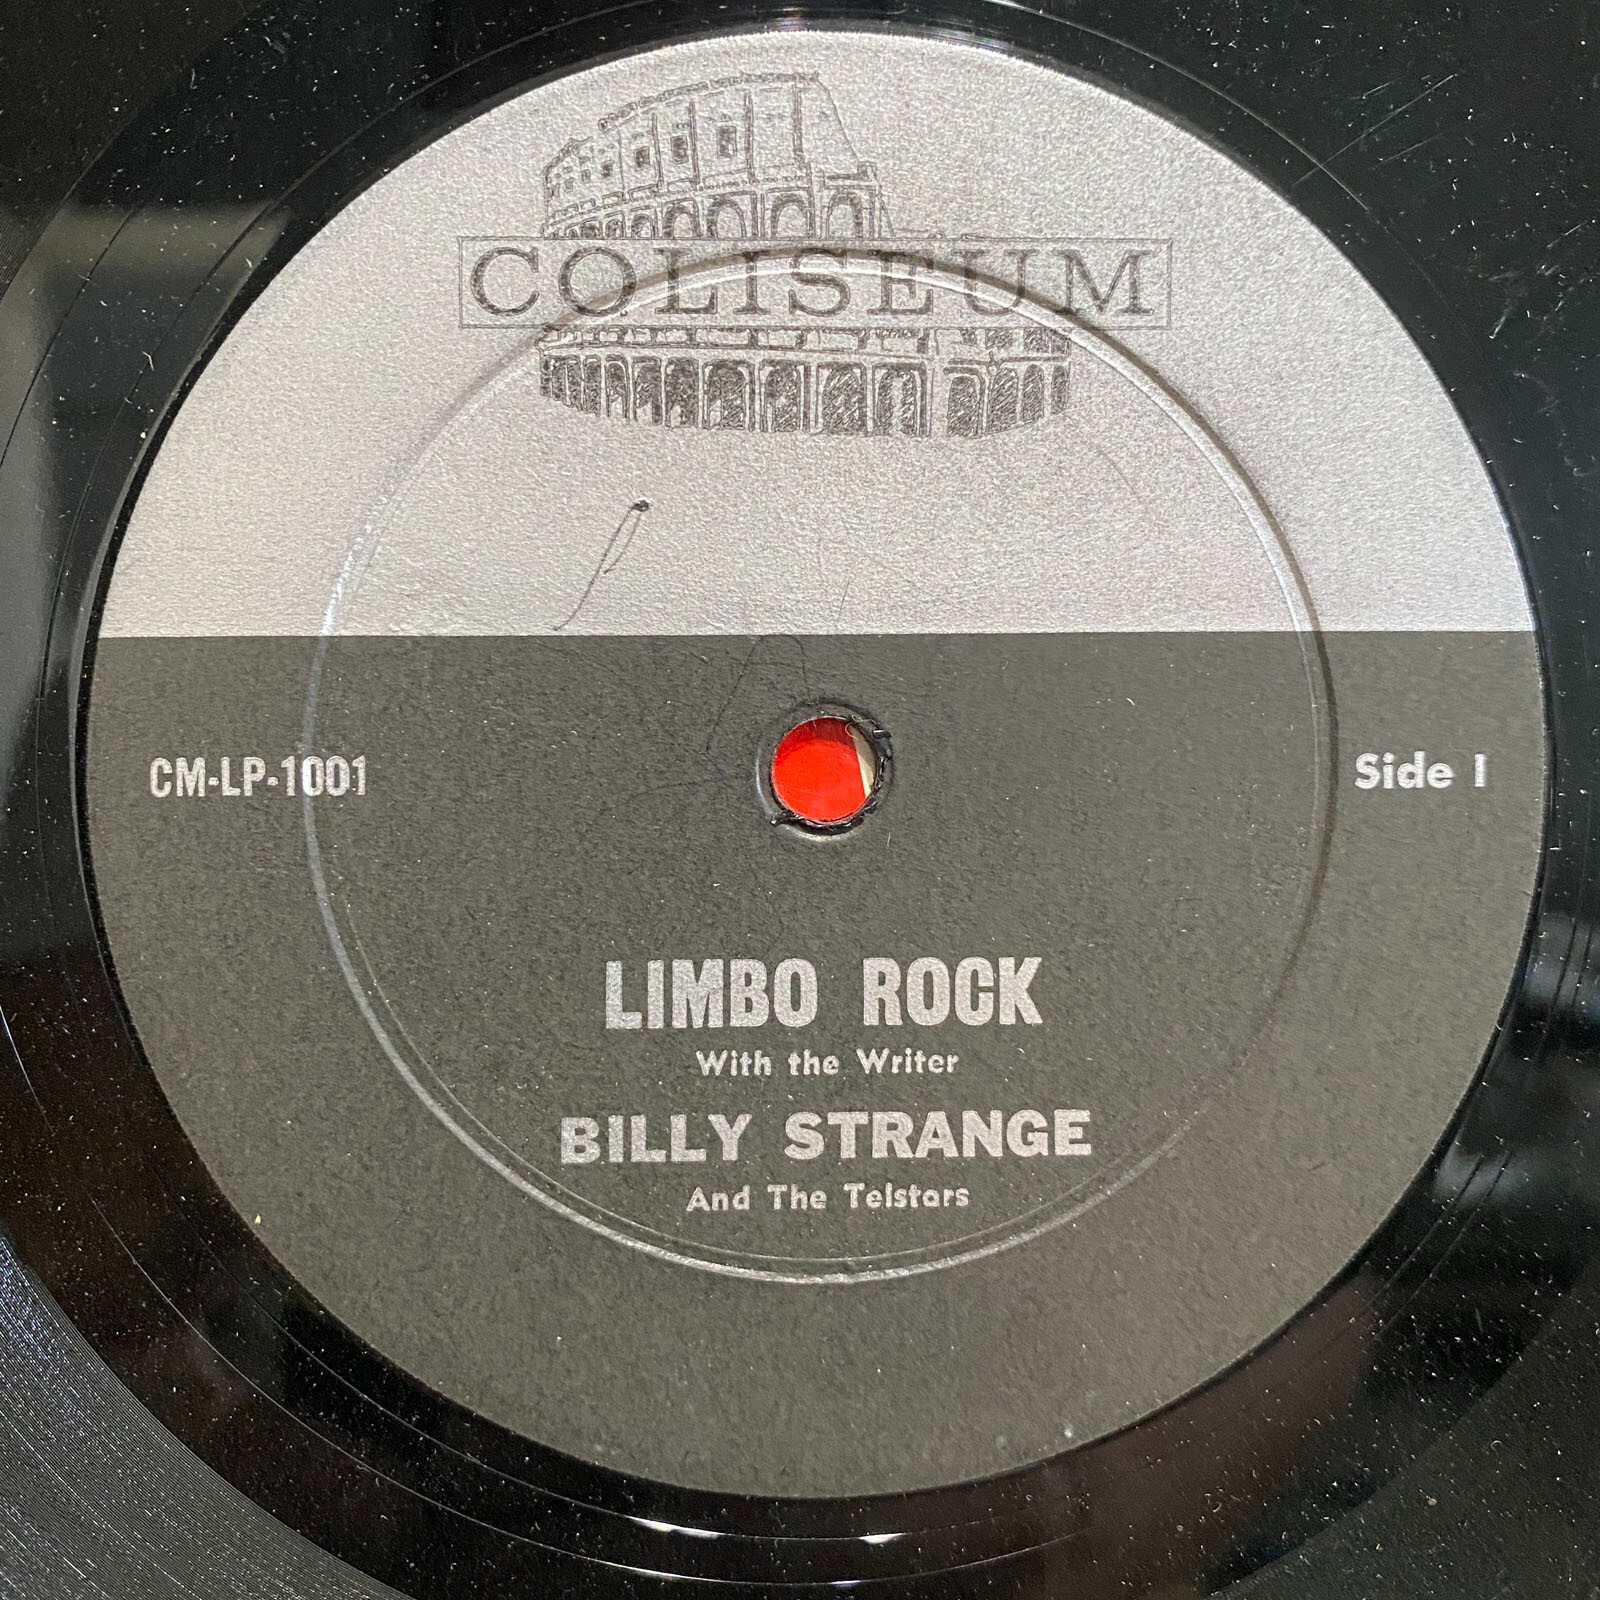 COLISEUM
CM-LP-1001
Side 1
LIMBO ROCK
With the Writer
BILLY STRANGE
And The Telstars